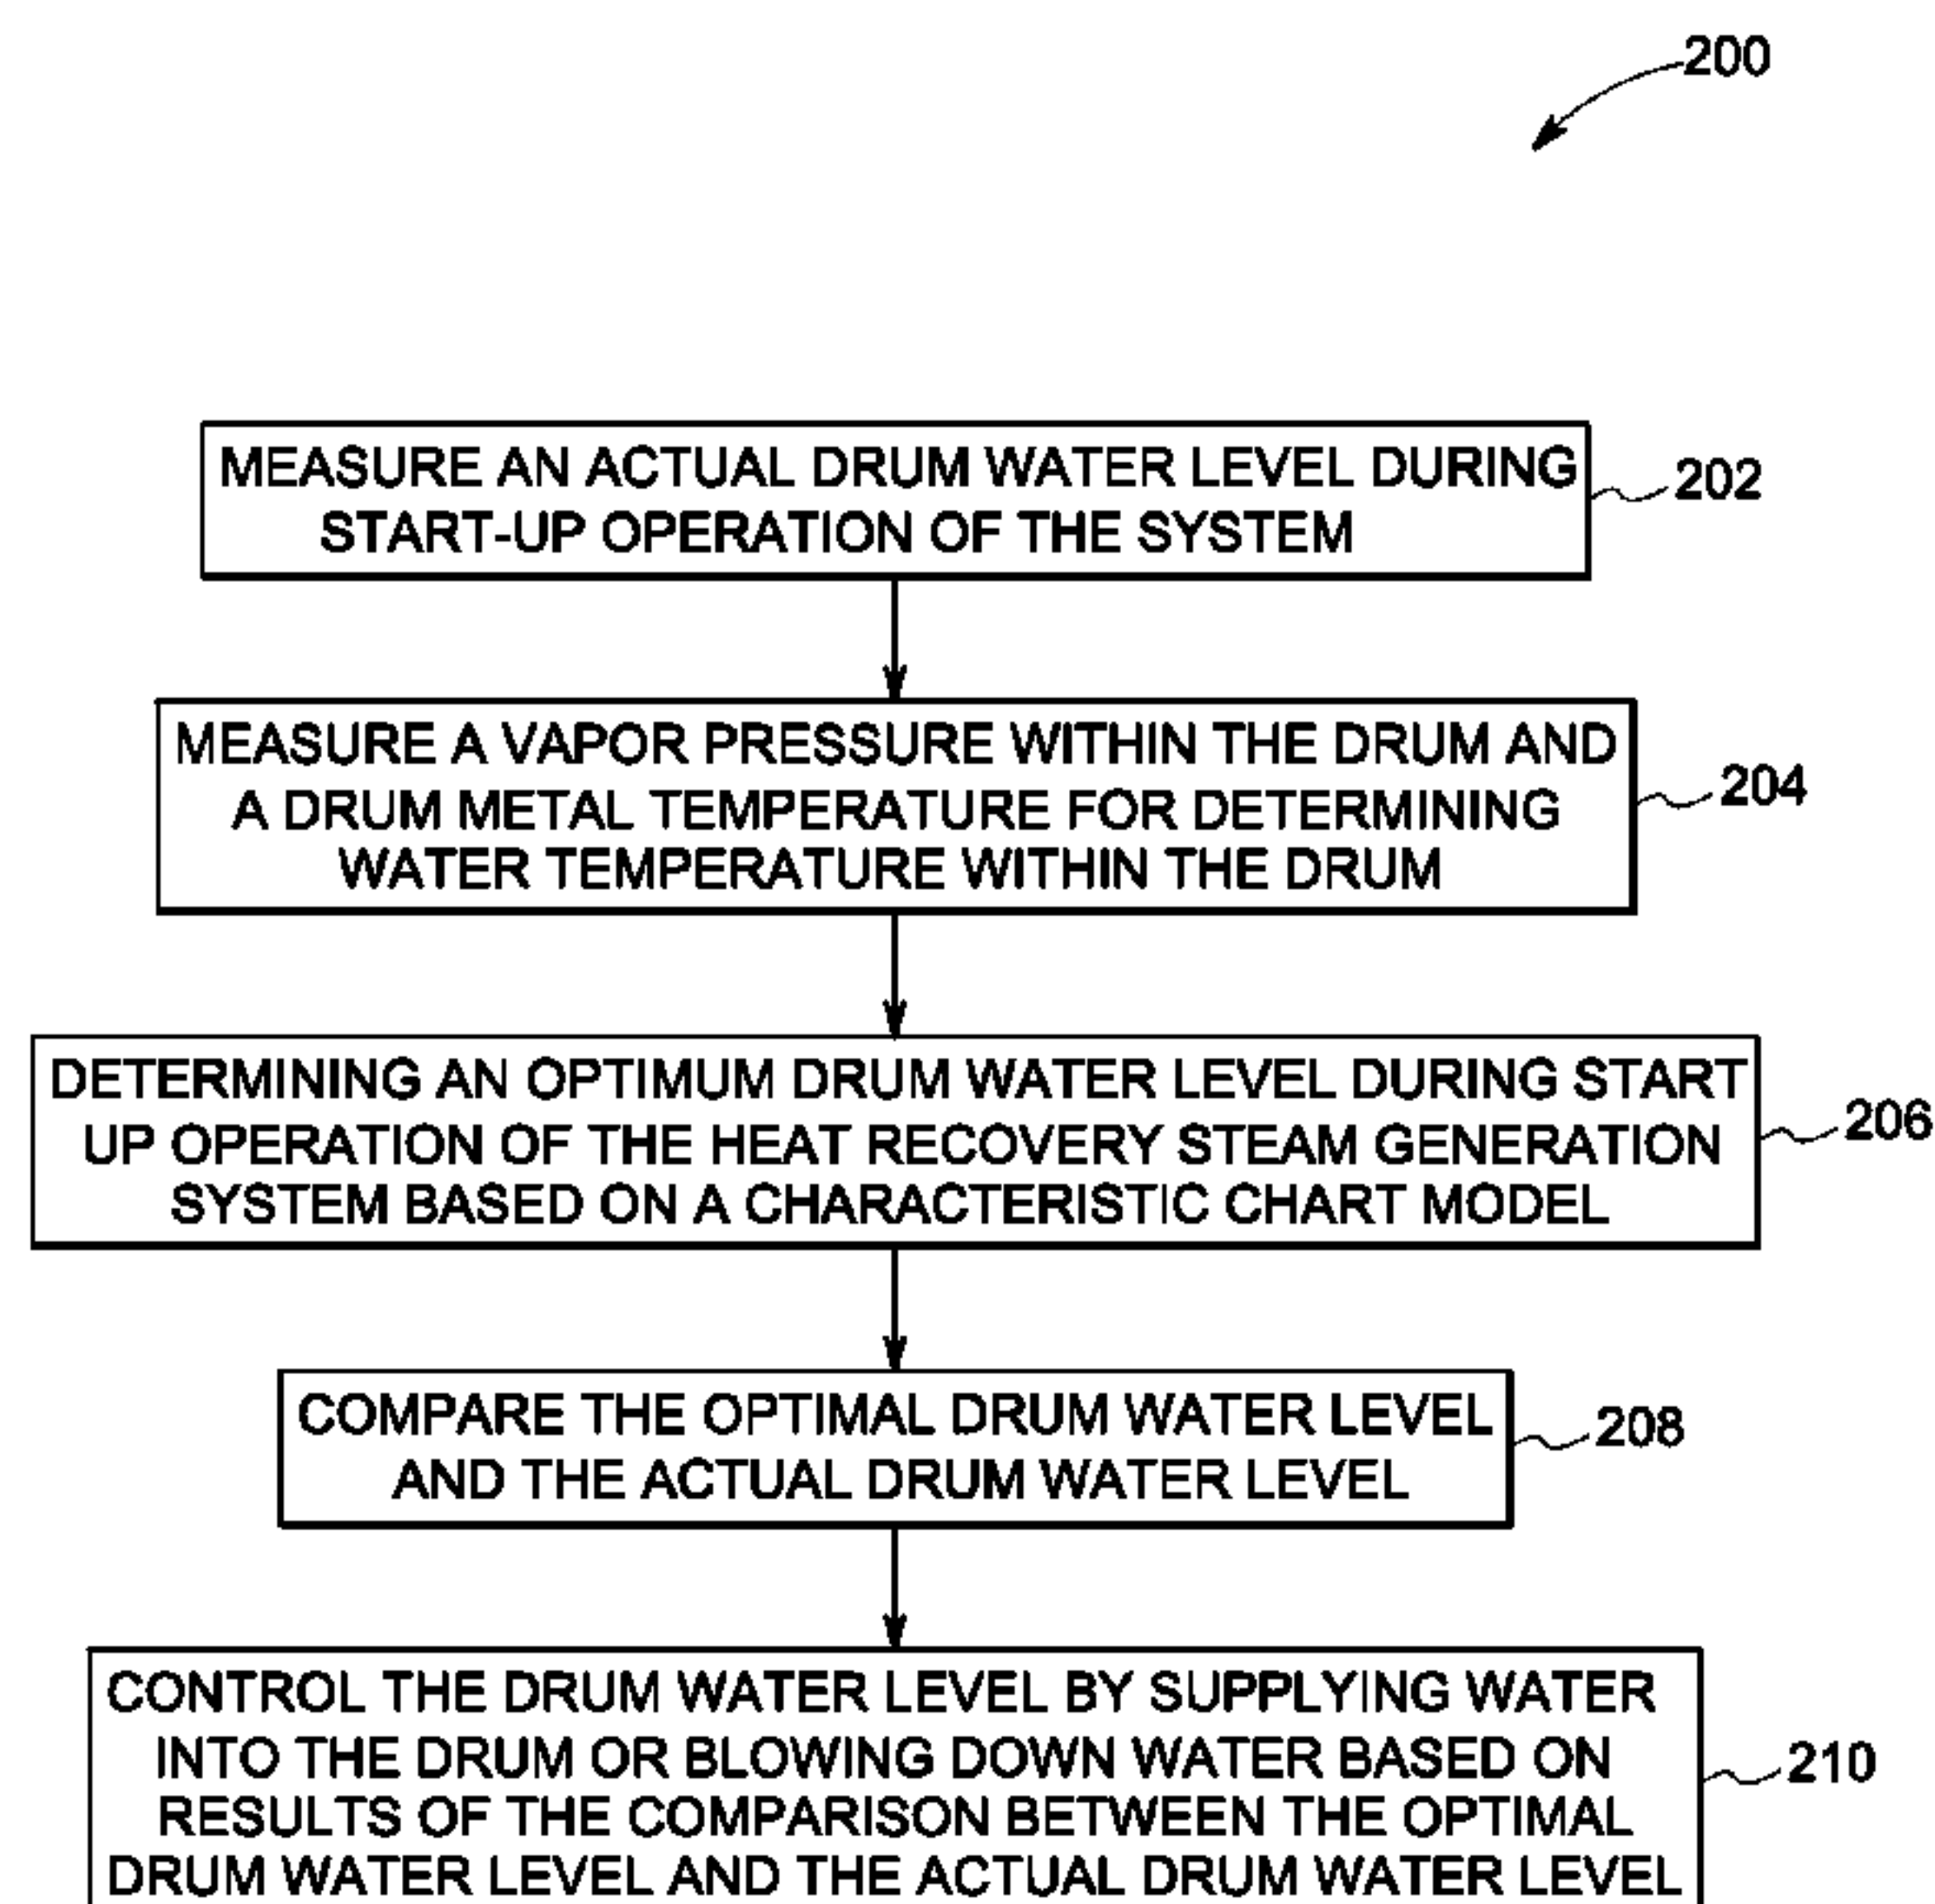 200
MEASURE AN ACTUAL DRUM WATER LEVEL DURING
START-UP OPERATION OF THE SYSTEM
202
MEASURE A VAPOR PRESSURE WITHIN THE DRUM AND
A DRUM METAL TEMPERATURE FOR DETERMINING
WATER TEMPERATURE WITHIN THE DRUM
204
DETERMINING AN OPTIMUM DRUM WATER LEVEL DURING START
UP OPERATION OF THE HEAT RECOVERY STEAM GENERATION
SYSTEM BASED ON A CHARACTERISTIC CHART MODEL
206
COMPARE THE OPTIMAL DRUM WATER LEVEL
AND THE ACTUAL DRUM WATER LEVEL
208
CONTROL THE DRUM WATER LEVEL BY SUPPLYING WATER
INTO THE DRUM OR BLOWING DOWN WATER BASED ON
RESULTS OF THE COMPARISON BETWEEN THE OPTIMAL
DRUM WATER LEVEL AND THE ACTUAL DRUM WATER LEVEL
210